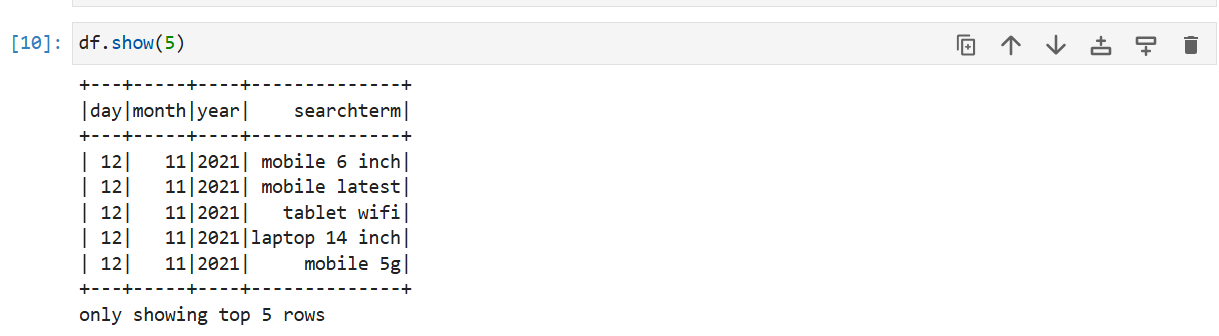 [10]: df.show(5)
+---+-----+----+--------------+
|day|month|year|    searchterm|
+---+-----+----+--------------+
| 12|   11|2021| mobile 6 inch|
| 12|   11|2021| mobile latest|
| 12|   11|2021|   tablet wifi|
| 12|   11|2021|laptop 14 inch|
| 12|   11|2021|     mobile 5g|
+---+-----+----+--------------+
only showing top 5 rows